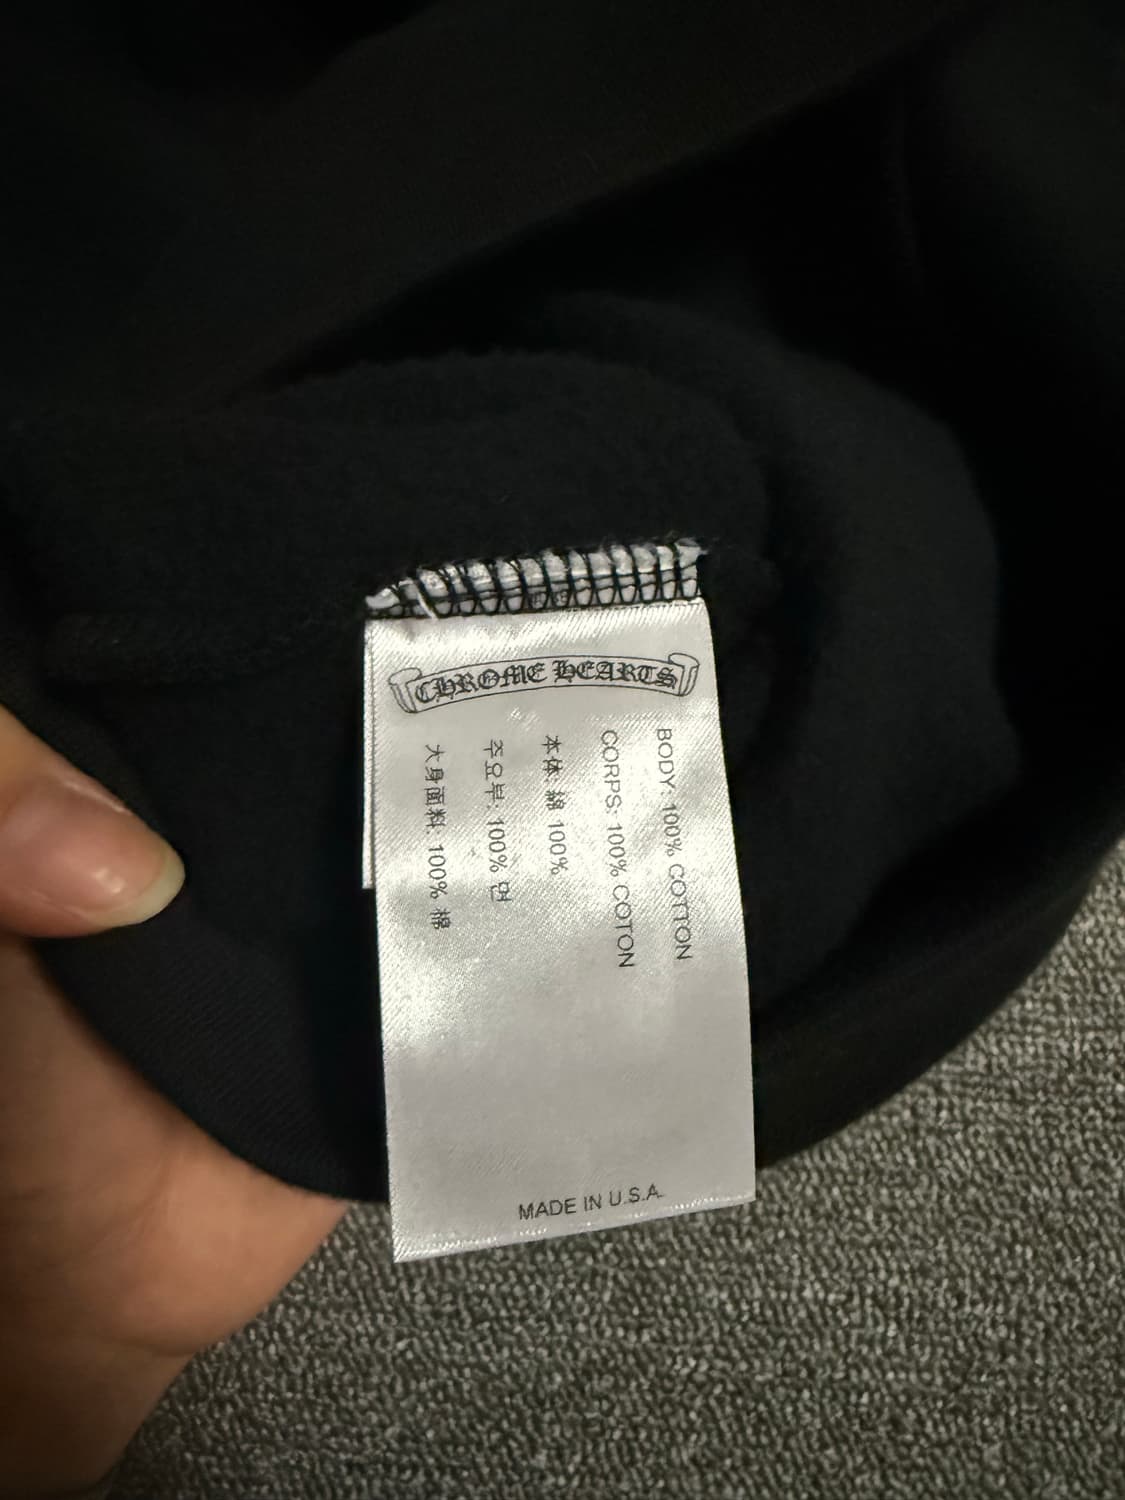 CHROME HEARTS
BODY: 100% COTTON
CORPS: 100% COTON
本体: 綿 100%
주요부: 100% 면
大身面料: 100% 棉
MADE IN U.S.A.